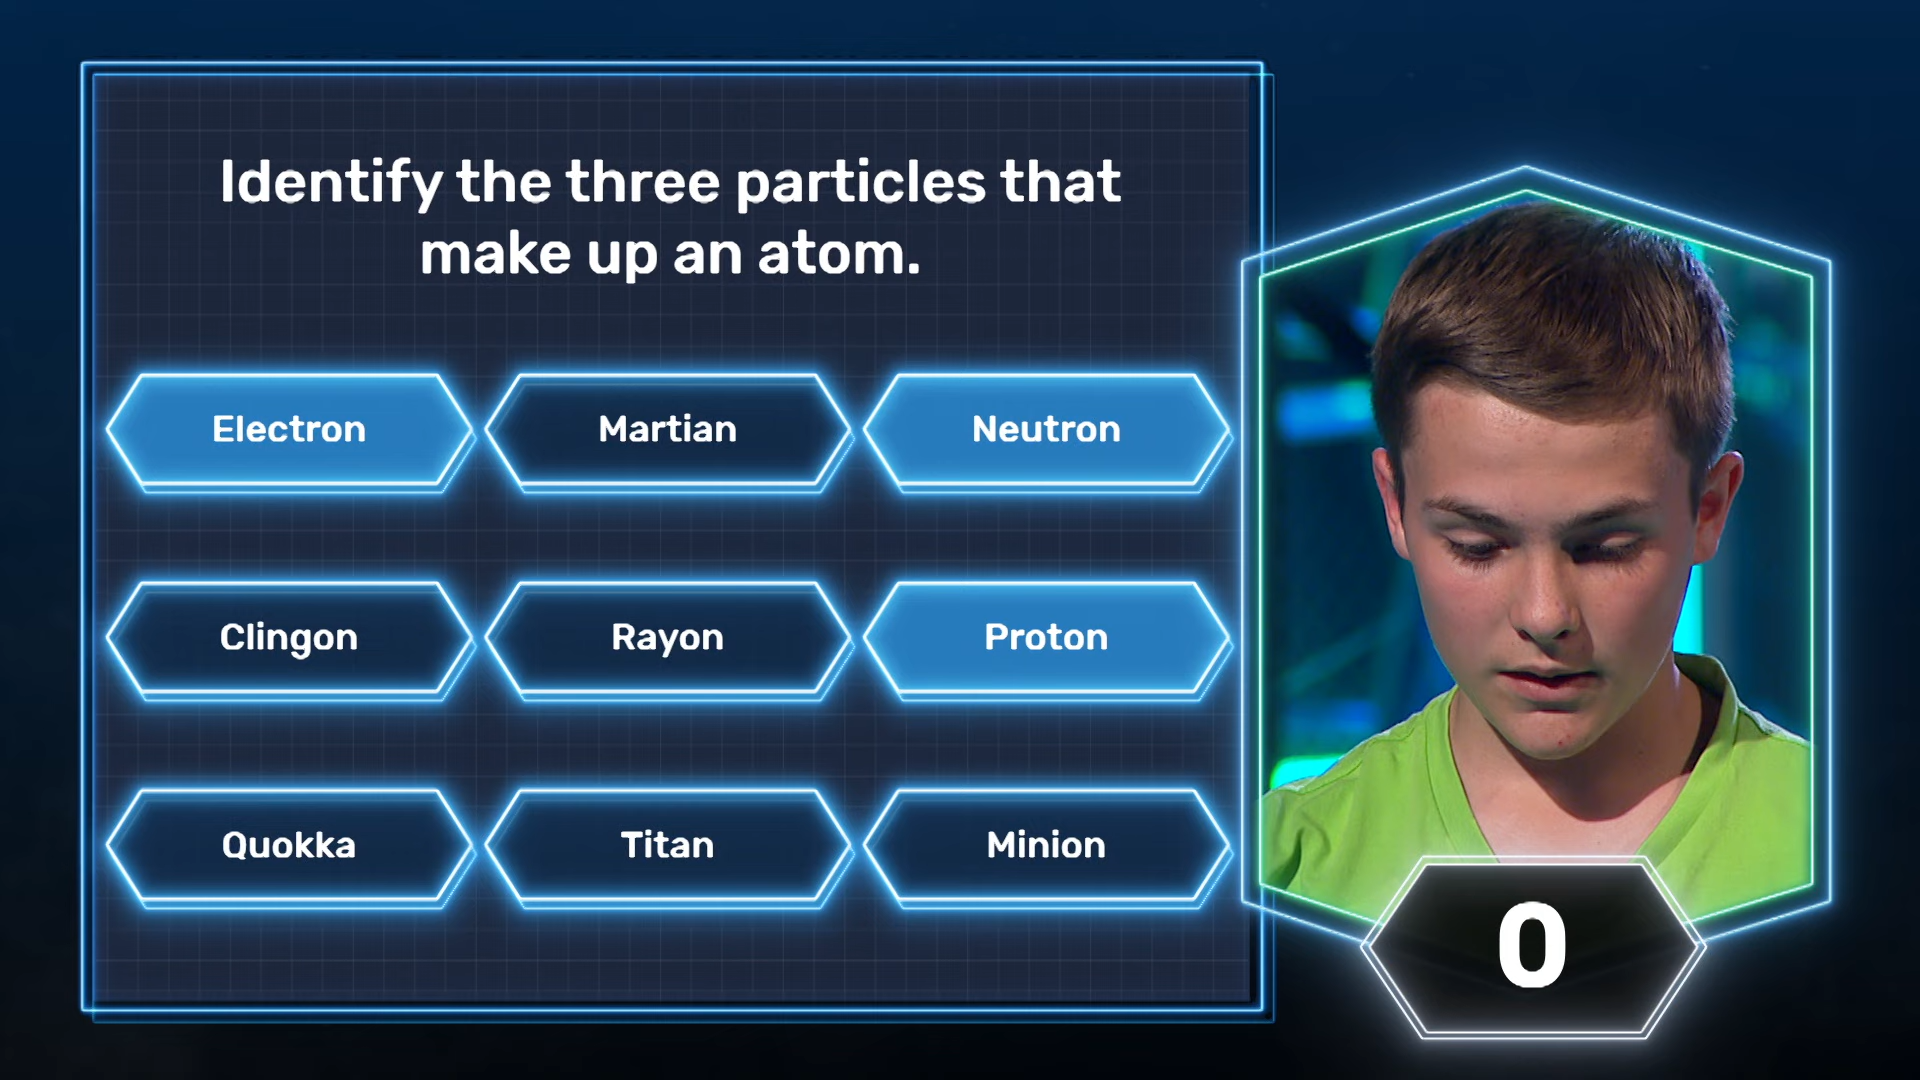 Identify the three particles that
make up an atom.
Electron
Martian
Neutron
Clingon
Rayon
Proton
Quokka
Titan
Minion
0